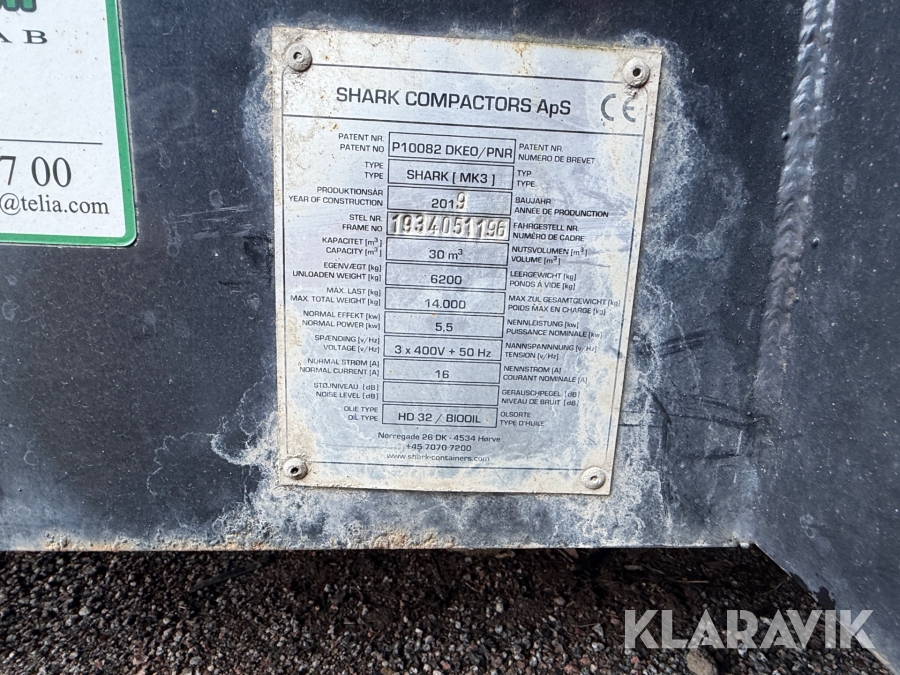 A B
7 00
@telia.com
SHARK COMPACTORS ApS CE
PATENT NR. P10082 DKEO/PNR PATENT NR.
PATENT NO NUMERO DE BREVET
TYPE SHARK [ MK3 ] TYP
TYPE TYPE.
PRODUKTIONSÅR 2019 BAUJAHR
YEAR OF CONSTRUCTION ANNEE DE PRODUNCTION
STEL NR. 1934051196 FAHRGESTELL NR.
FRAME NO NUMÉRO DE CADRE
KAPACITET [m³] 30 m³ NUTSVOLUMEN [m³]
CAPACITY [m³] VOLUME [m³]
EGENVÆGT [kg] 6200 LEERGEWICHT [kg]
UNLOADEN WEIGHT [kg] PONDS À VIDE [kg]
MAX. LAST [kg] 14.000 MAX ZUL GESAMTGEWICHT [kg]
MAX. TOTAL WEIGHT [kg] POIDS MAX EN CHARGE [kg]
NORMAL EFFEKT [kw] 5,5 NENNLEISTUNG [kw]
NORMAL POWER [kw] PUISSANCE NOMINALE [kw]
SPÆNDING [v/Hz] 3 x 400V + 50 Hz NANNSPANNNUNG [v/Hz]
VOLTAGE [v/Hz] TENSION [v/Hz]
NORMAL STRØM [A] 16 NENNSTROM [A]
NORMAL CURRENT [A] COURANT NOMINALE [A]
STØJNIVEAU [dB] GERÄUSCHPEGEL [dB]
NOISE LEVEL [dB] NIVEAU DE BRUIT [dB]
OLIE TYPE HD 32 / BIOOIL OLSORTE
OIL TYPE TYPE D'HUILE
Nørregade 26 DK - 4534 Hørve
+45 7070 7200
www.shark-containers.com
KLARAVIK